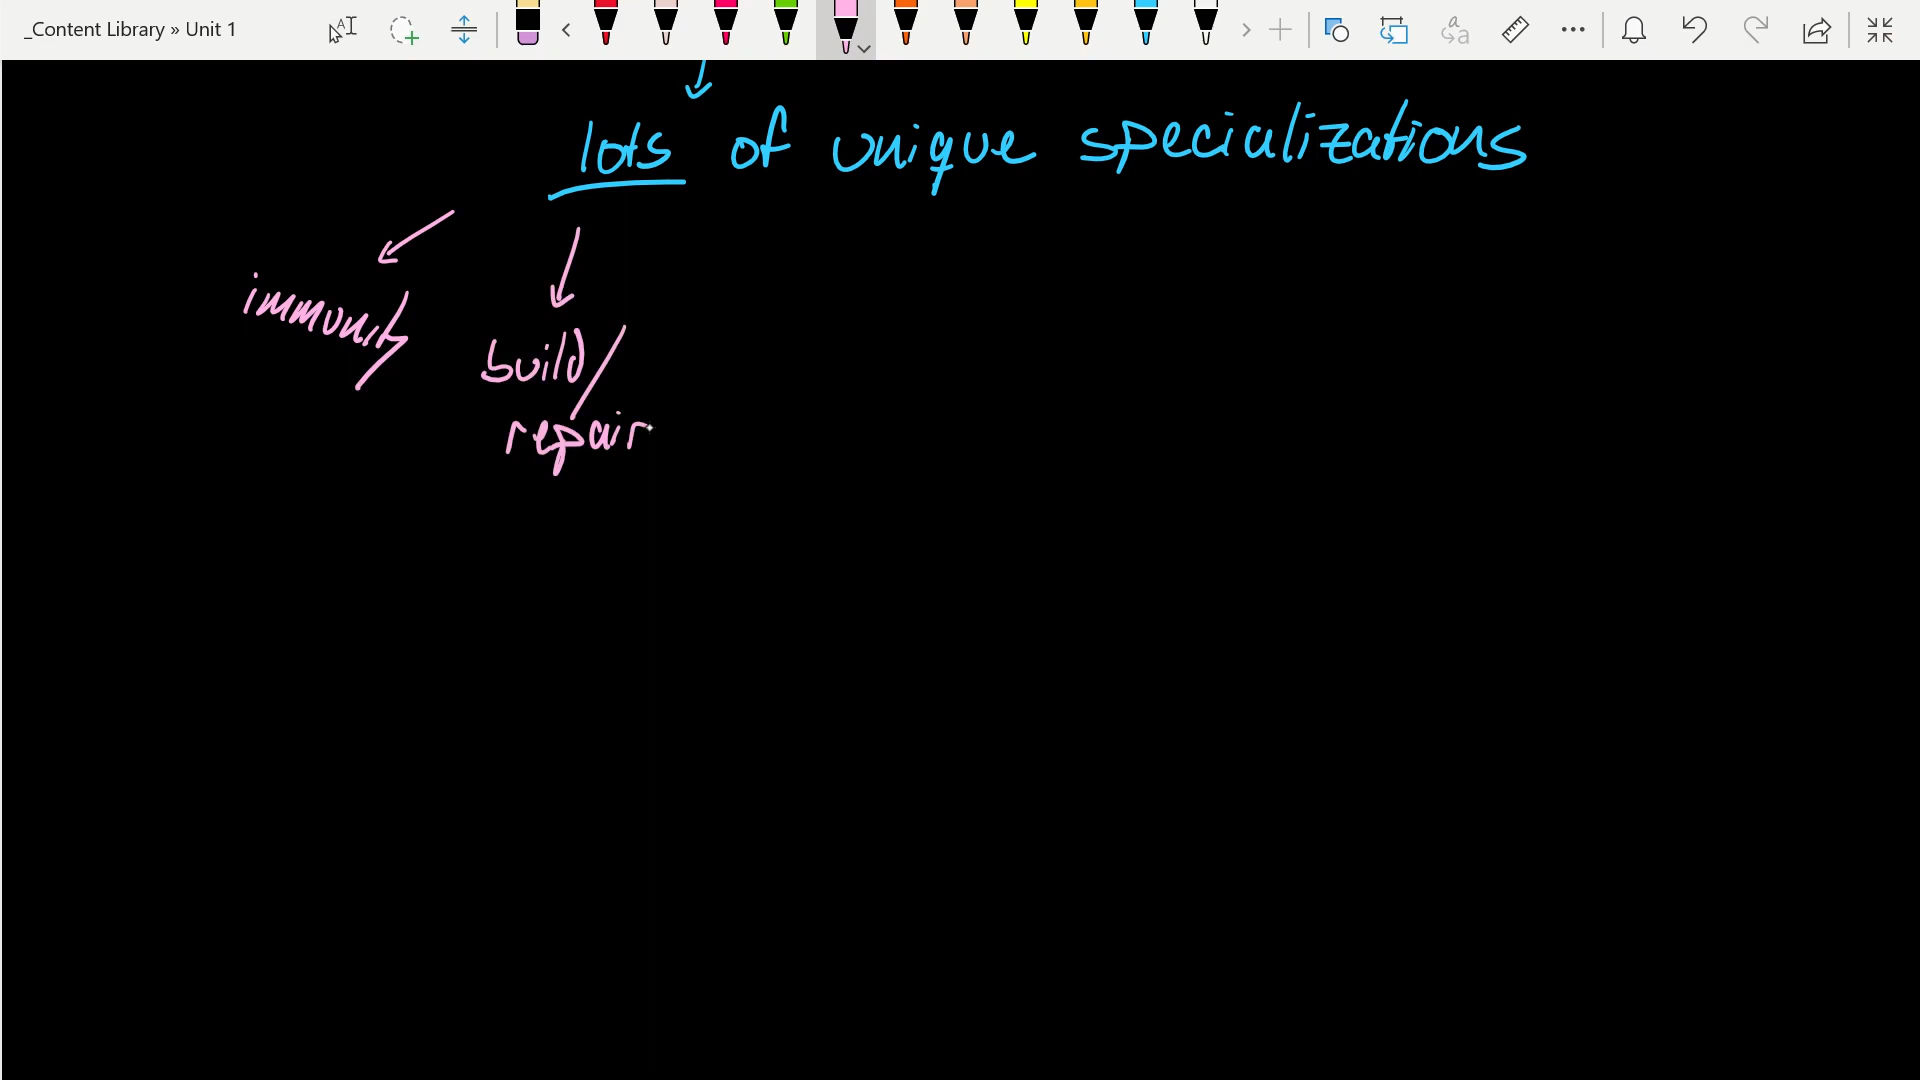 _Content Library » Unit 1
lots of unique specializations
immunity
build/
repair